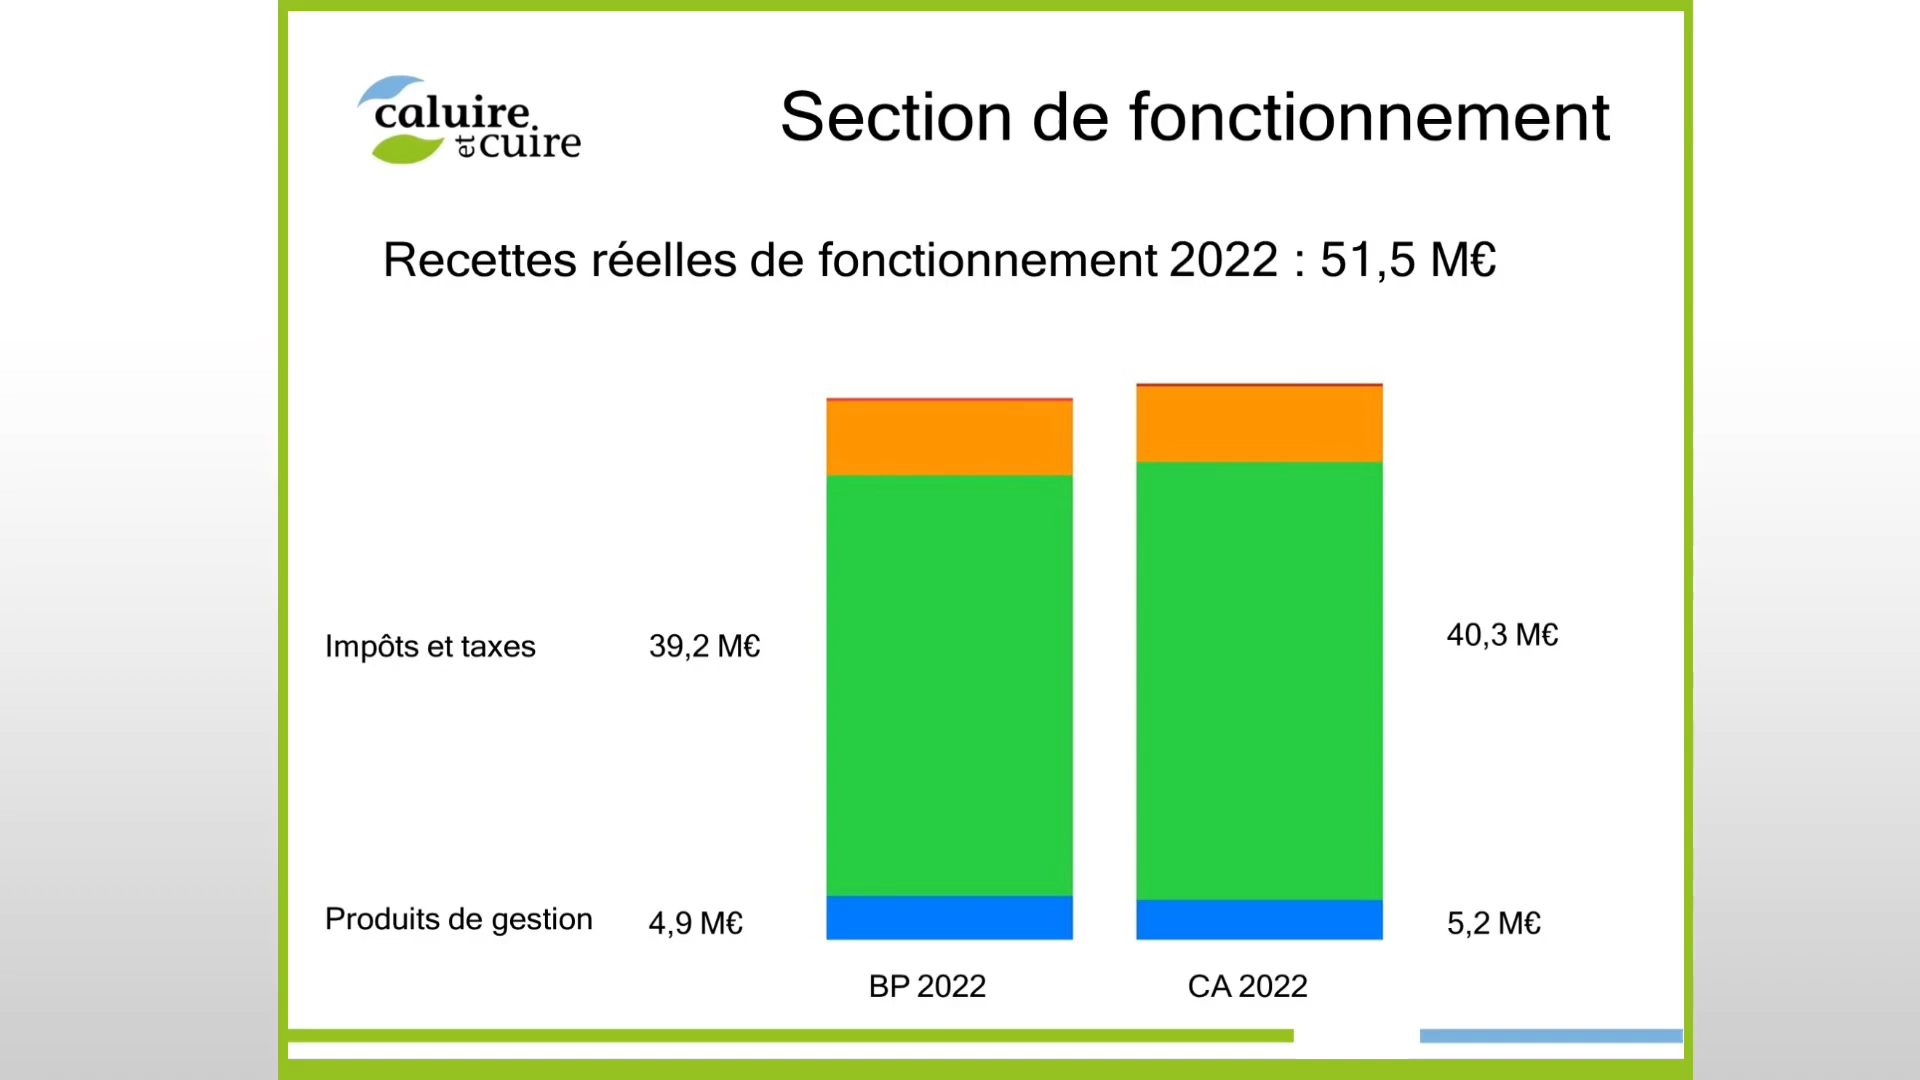 caluire
et cuire
Section de fonctionnement
Recettes réelles de fonctionnement 2022 : 51,5 M€
Impôts et taxes 39,2 M€ 40,3 M€
Produits de gestion 4,9 M€ 5,2 M€
BP 2022 CA 2022